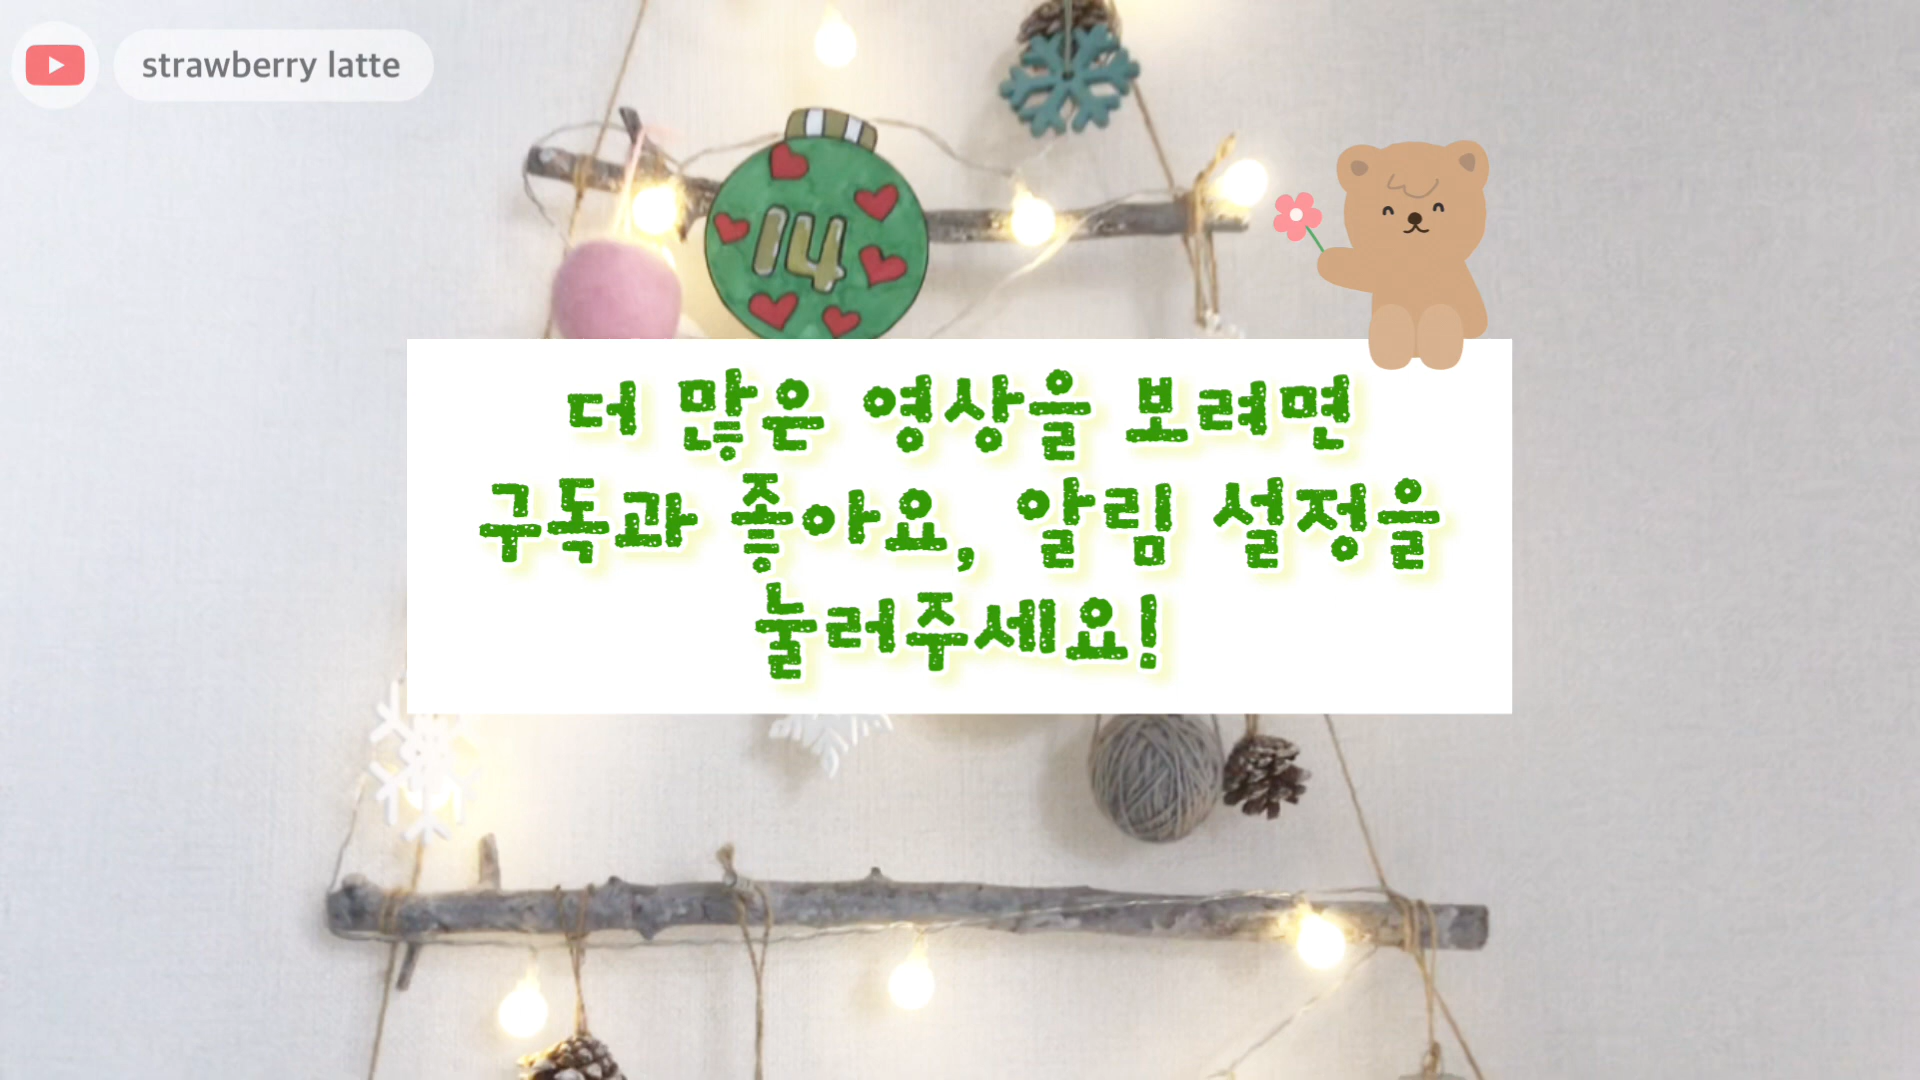 strawberry latte
14
더 많은 영상을 보려면
구독과 좋아요, 알림 설정을
눌러주세요!